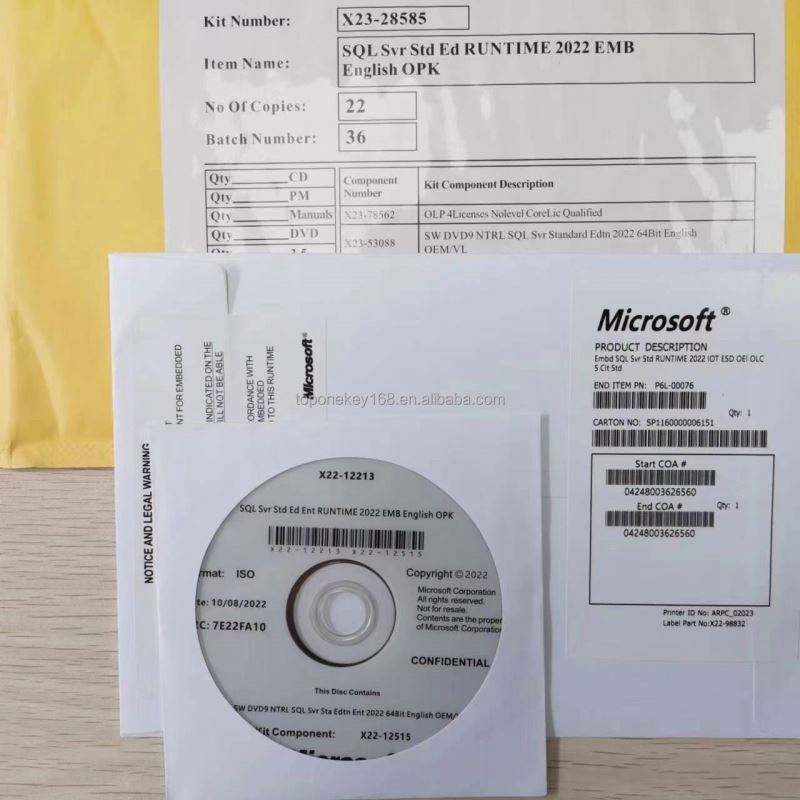 Kit Number: X23-28585
Item Name: SQL Svr Std Ed RUNTIME 2022 EMB
English OPK
No Of Copies: 22
Batch Number: 36
Qty CD
Qty PM
Qty Manuals
Qty DVD
Component
Number
Kit Component Description
X23-78562 OLP 4Licenses Nolevel CoreLic Qualified
X23-53088 SW DVD9 NTRL SQL Svr Standard Edtn 2022 64Bit English
OEM/VL
NT FOR EMBEDDED
INDICATED ON THE
ILL NOT BE ABLE
NOTICE AND LEGAL WARNING
ORDANCE WITH
MBEDDED
TO THIS RUNTIME
Microsoft®
toponekey168.en.alibaba.com
Microsoft®
PRODUCT DESCRIPTION
Embd SQL Svr Std RUNTIME 2022 IOT ESD OEI DLC
5 Clt Std
END ITEM PN: P6L-00076
Qty: 1
CARTON NO: SP1160000006151
Start COA #
04248003626560
End COA #
Qty: 1
04248003626560
Printer ID No: ARPC_02023
Label Part No:X22-98832
X22-12213
SQL Svr Std Ed Ent RUNTIME 2022 EMB English OPK
X22-12213 X22-12515
rmat: ISO
te: 10/08/2022
RC: 7E22FA10
Copyright © 2022
Microsoft Corporation
All rights reserved.
Not for resale.
Contents are the proper
of Microsoft Corporation
CONFIDENTIAL
This Disc Contains
SW DVD9 NTRL SQL Svr Sta Edtn Ent 2022 64Bit English OEM/V
Kit Component: X22-12515